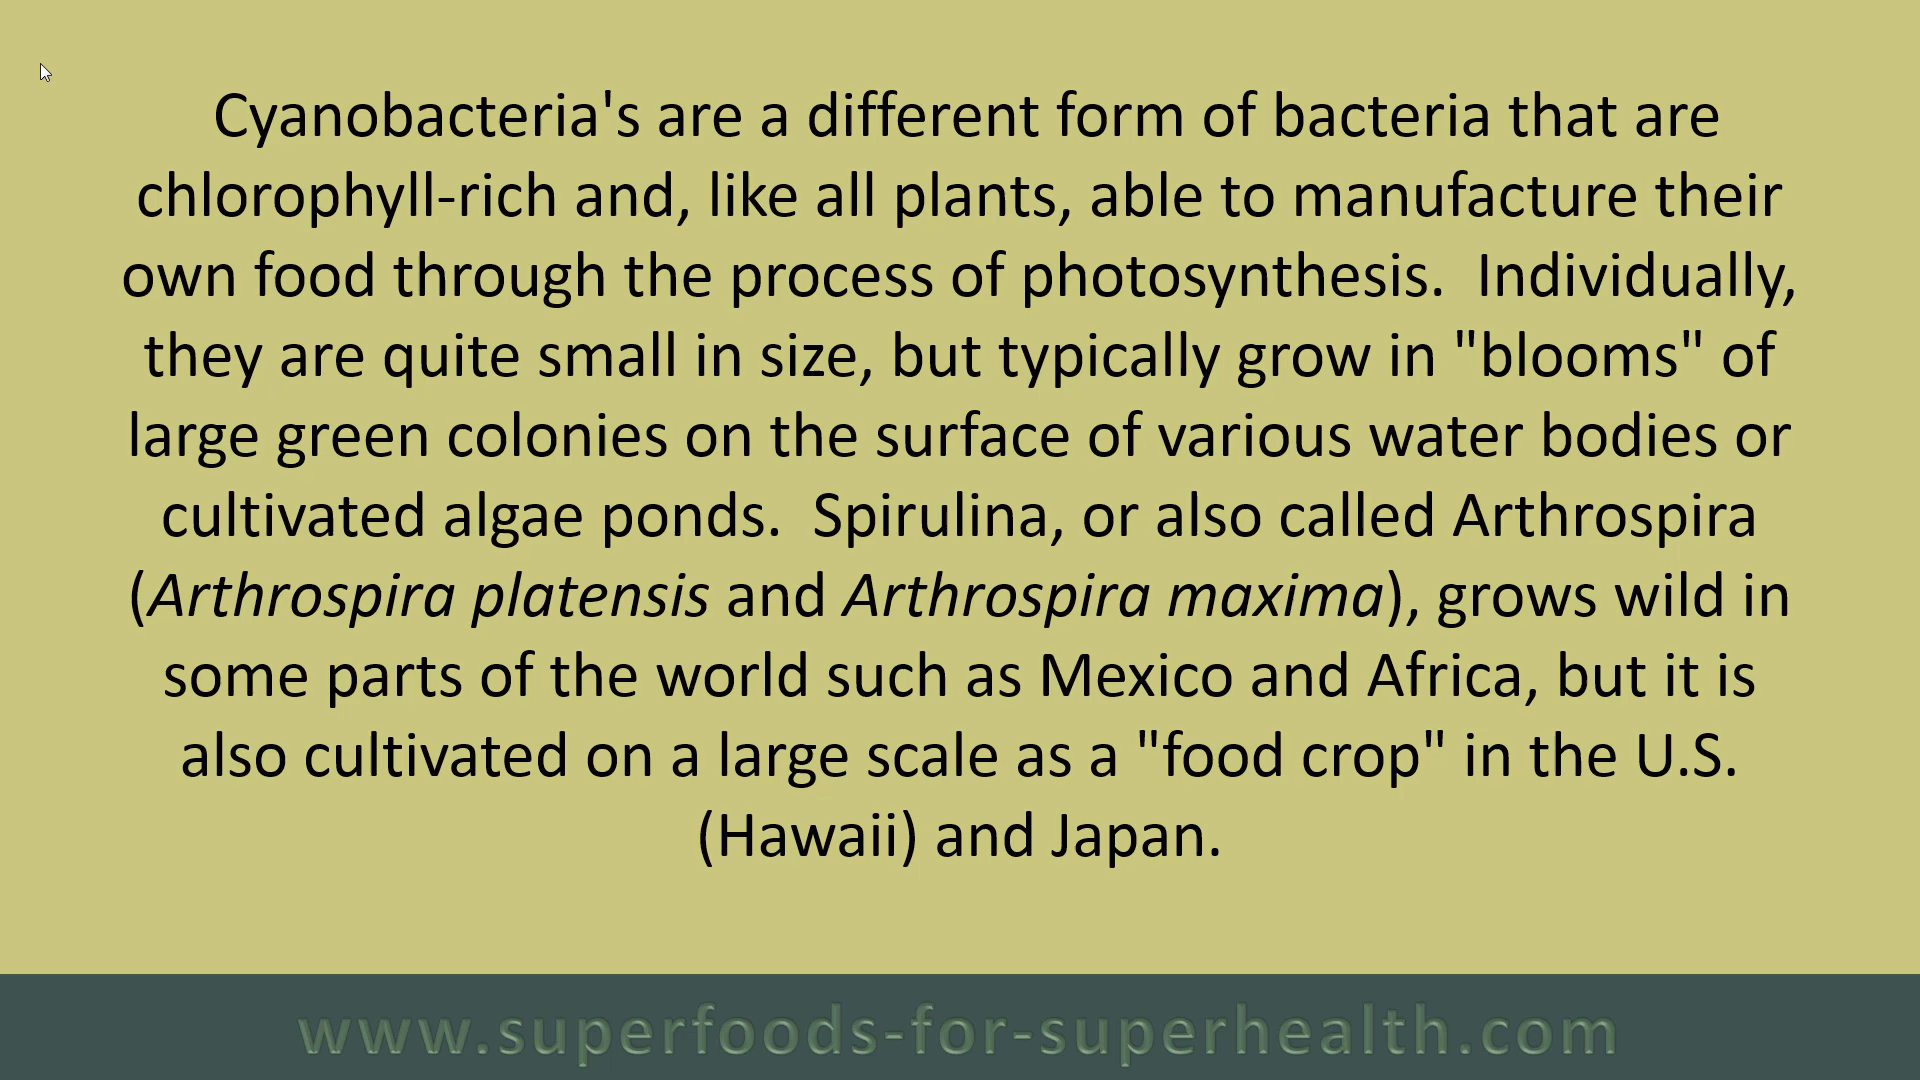 Cyanobacteria's are a different form of bacteria that are
chlorophyll-rich and, like all plants, able to manufacture their
own food through the process of photosynthesis.  Individually,
they are quite small in size, but typically grow in "blooms" of
large green colonies on the surface of various water bodies or
cultivated algae ponds.  Spirulina, or also called Arthrospira
(Arthrospira platensis and Arthrospira maxima), grows wild in
some parts of the world such as Mexico and Africa, but it is
also cultivated on a large scale as a "food crop" in the U.S.
(Hawaii) and Japan.
www.superfoods-for-superhealth.com